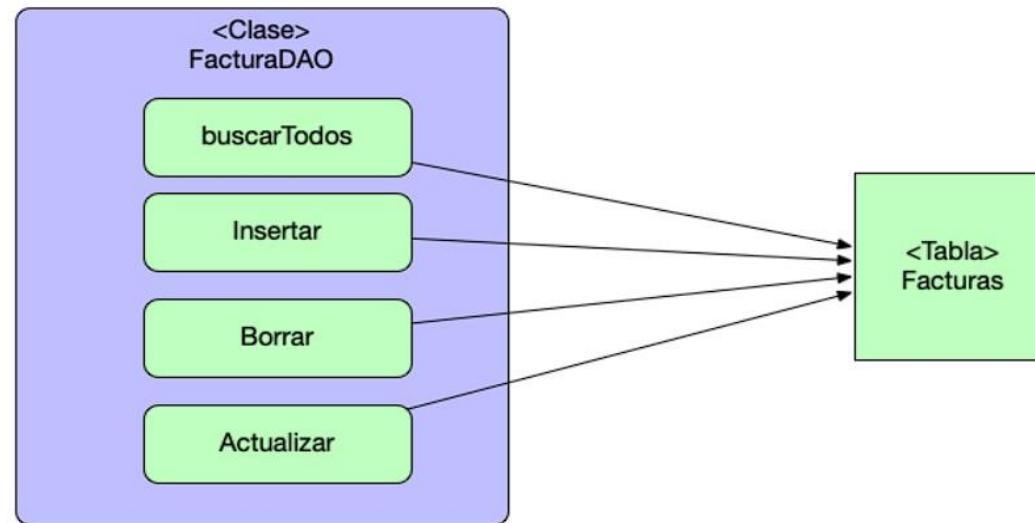 <Clase>
FacturaDAO
buscarTodos
Insertar
Borrar
Actualizar
<Tabla>
Facturas